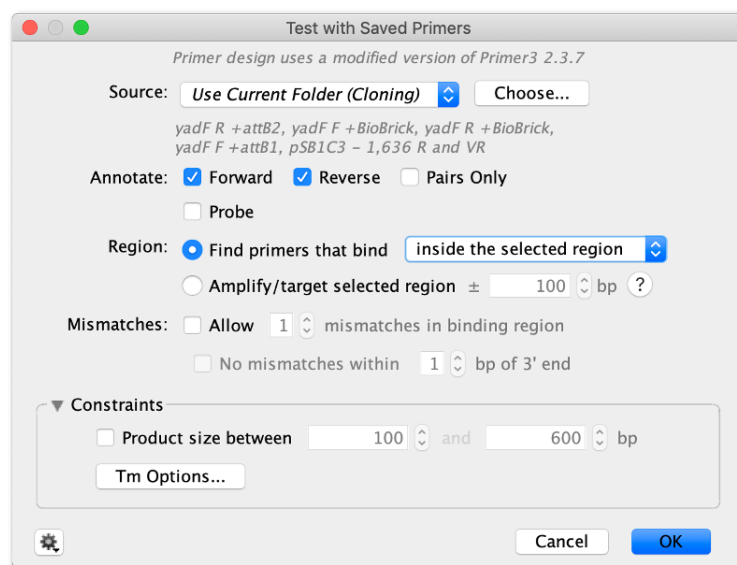 Test with Saved Primers
Primer design uses a modified version of Primer3 2.3.7
Source: Use Current Folder (Cloning) Choose...
yadF R +attB2, yadF F +BioBrick, yadF R +BioBrick,
yadF F +attB1, pSB1C3 – 1,636 R and VR
Annotate: Forward Reverse Pairs Only
Probe
Region: Find primers that bind inside the selected region
Amplify/target selected region ± 100 bp ?
Mismatches: Allow 1 mismatches in binding region
No mismatches within 1 bp of 3' end
Constraints
Product size between 100 and 600 bp
Tm Options...
Cancel OK